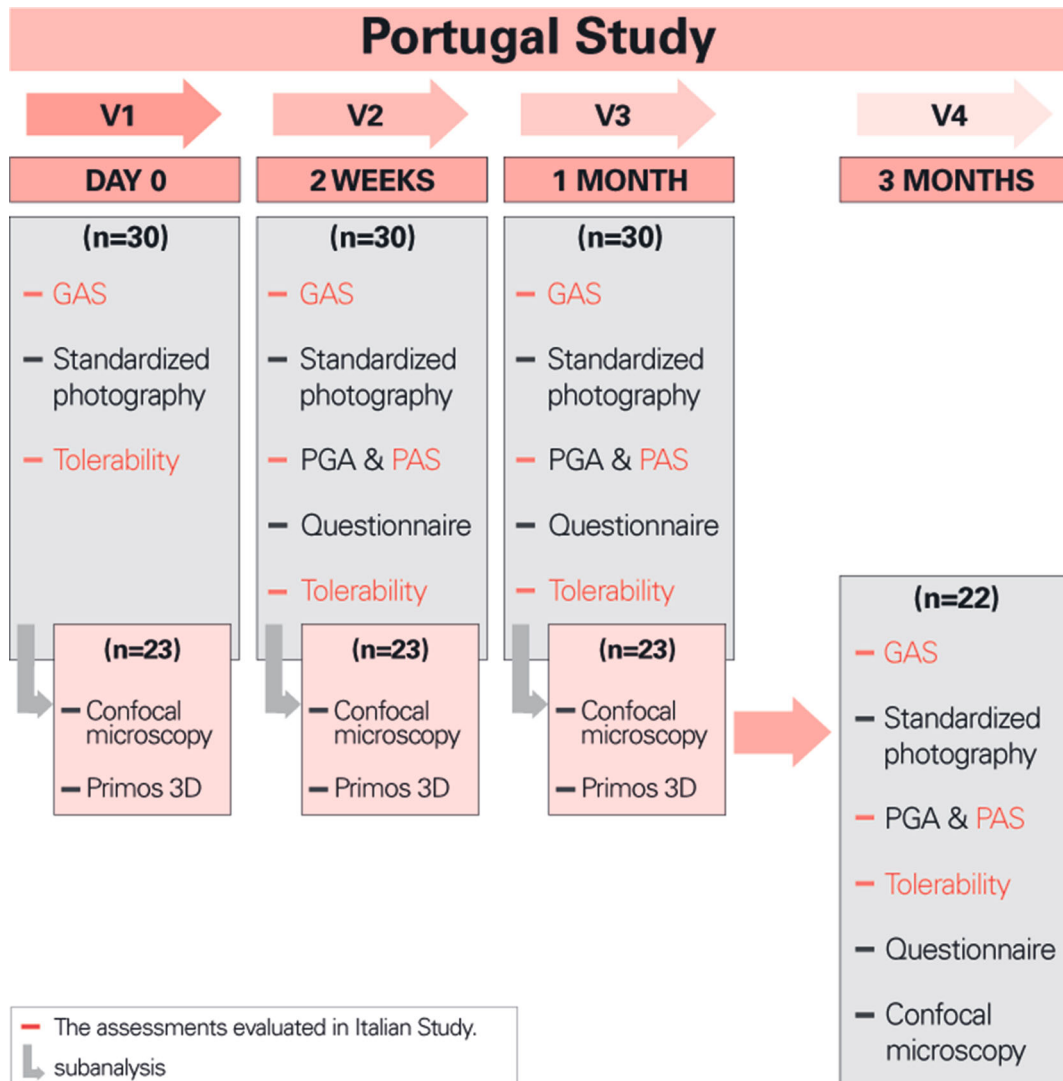 Portugal Study
V1
V2
V3
V4
DAY 0
2 WEEKS
1 MONTH
3 MONTHS
(n=30)
– GAS
– Standardized
photography
– Tolerability
(n=23)
– Confocal
microscopy
– Primos 3D
(n=30)
– GAS
– Standardized
photography
– PGA & PAS
– Questionnaire
– Tolerability
(n=23)
– Confocal
microscopy
– Primos 3D
(n=30)
– GAS
– Standardized
photography
– PGA & PAS
– Questionnaire
– Tolerability
(n=23)
– Confocal
microscopy
– Primos 3D
(n=22)
– GAS
– Standardized
photography
– PGA & PAS
– Tolerability
– Questionnaire
– Confocal
microscopy
– The assessments evaluated in Italian Study.
subanalysis